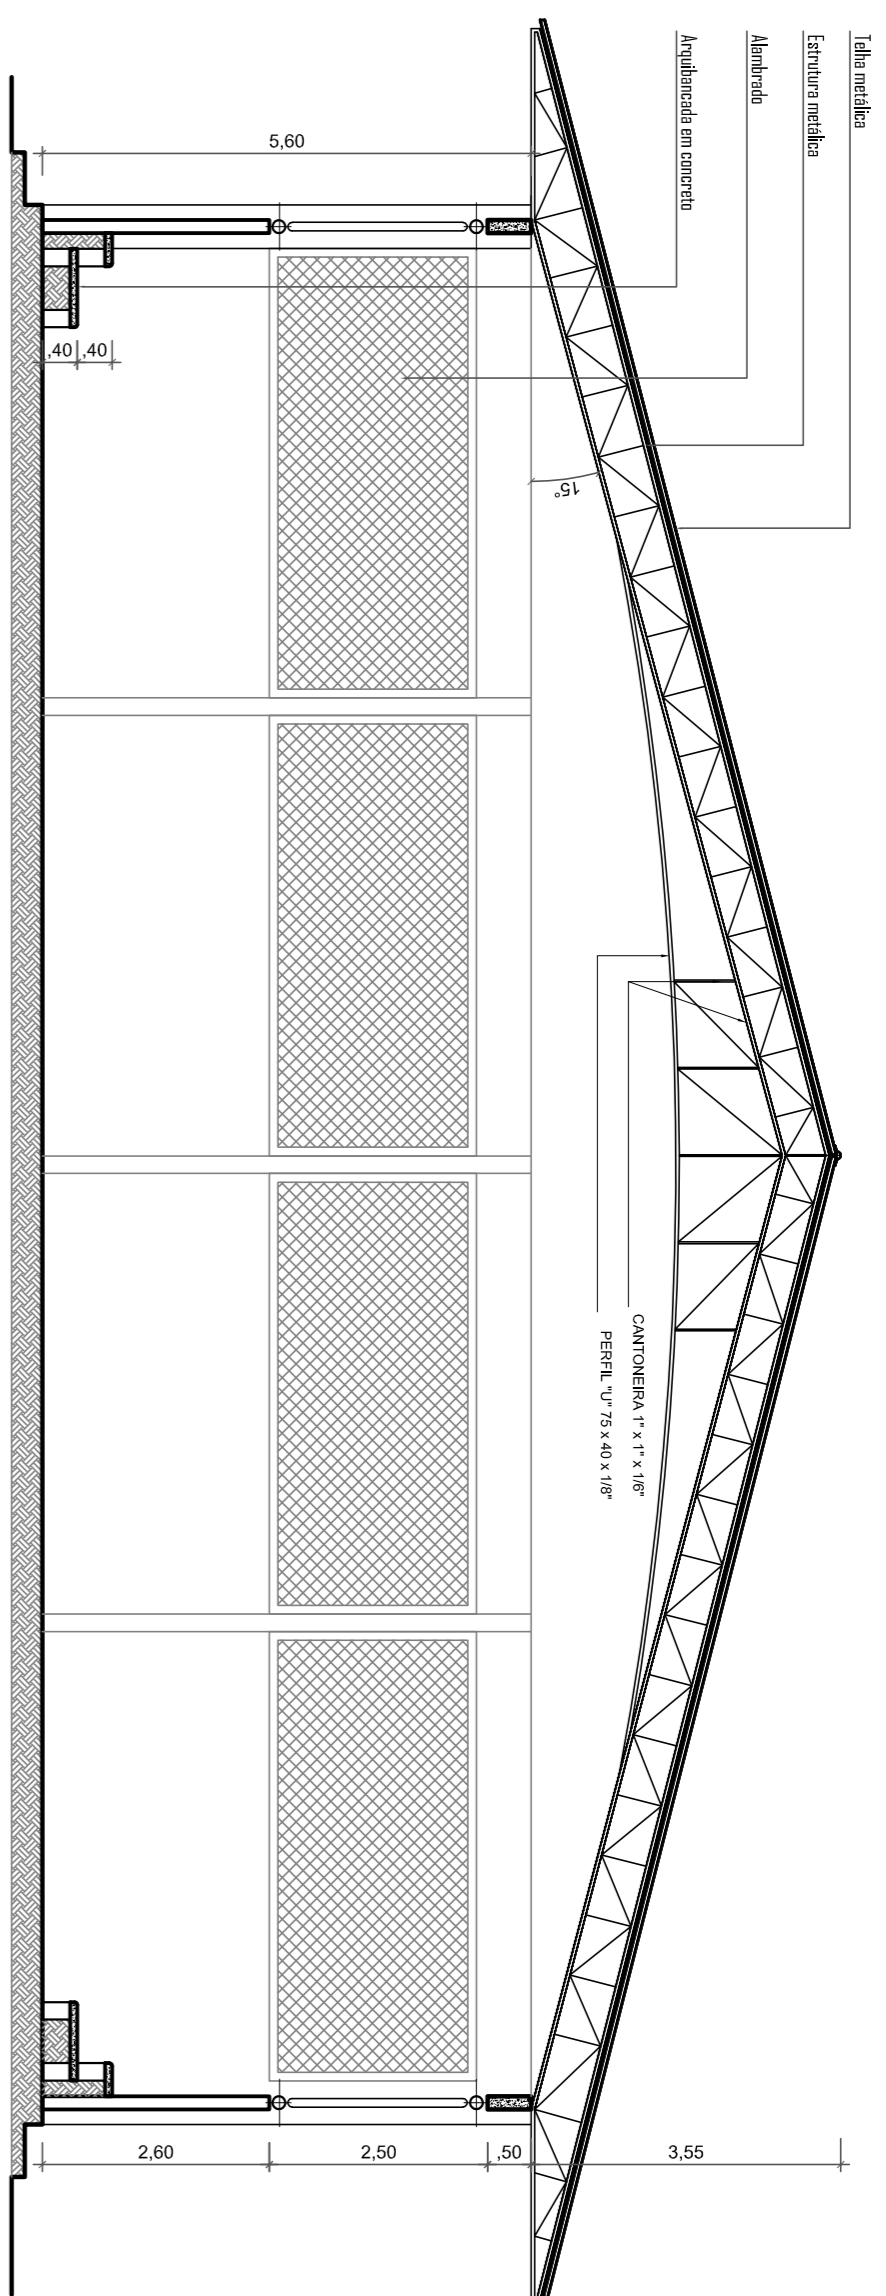 Telha metálica
Estrutura metálica
Alambrado
Arquibancada em concreto
5,60
,40
,40
15°
CANTONEIRA 1" x 1" x 1/6"
PERFIL "U" 75 x 40 x 1/8"
2,60
2,50
,50
3,55